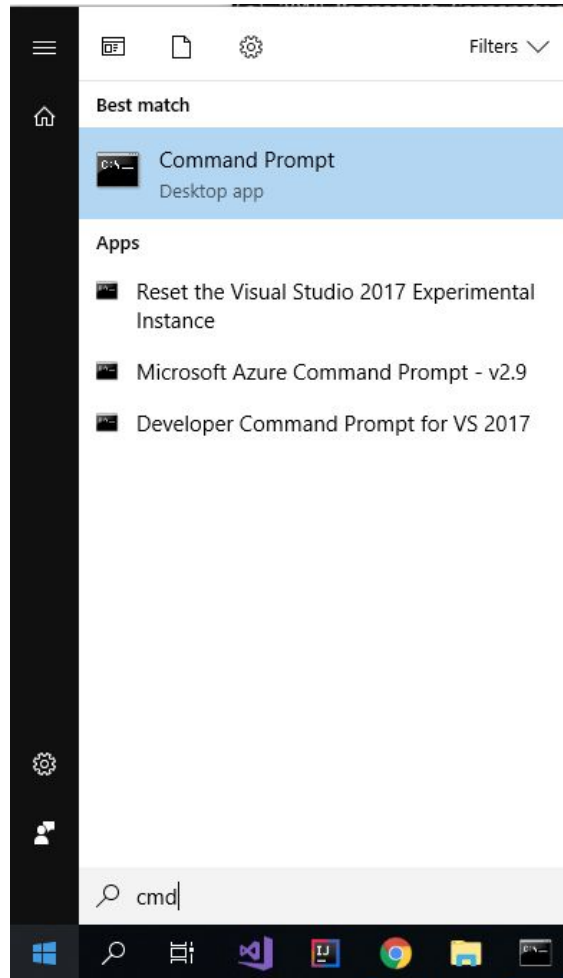 Filters
Best match
C:\_
Command Prompt
Desktop app
Apps
Reset the Visual Studio 2017 Experimental
Instance
Microsoft Azure Command Prompt - v2.9
Developer Command Prompt for VS 2017
cmd
IJ